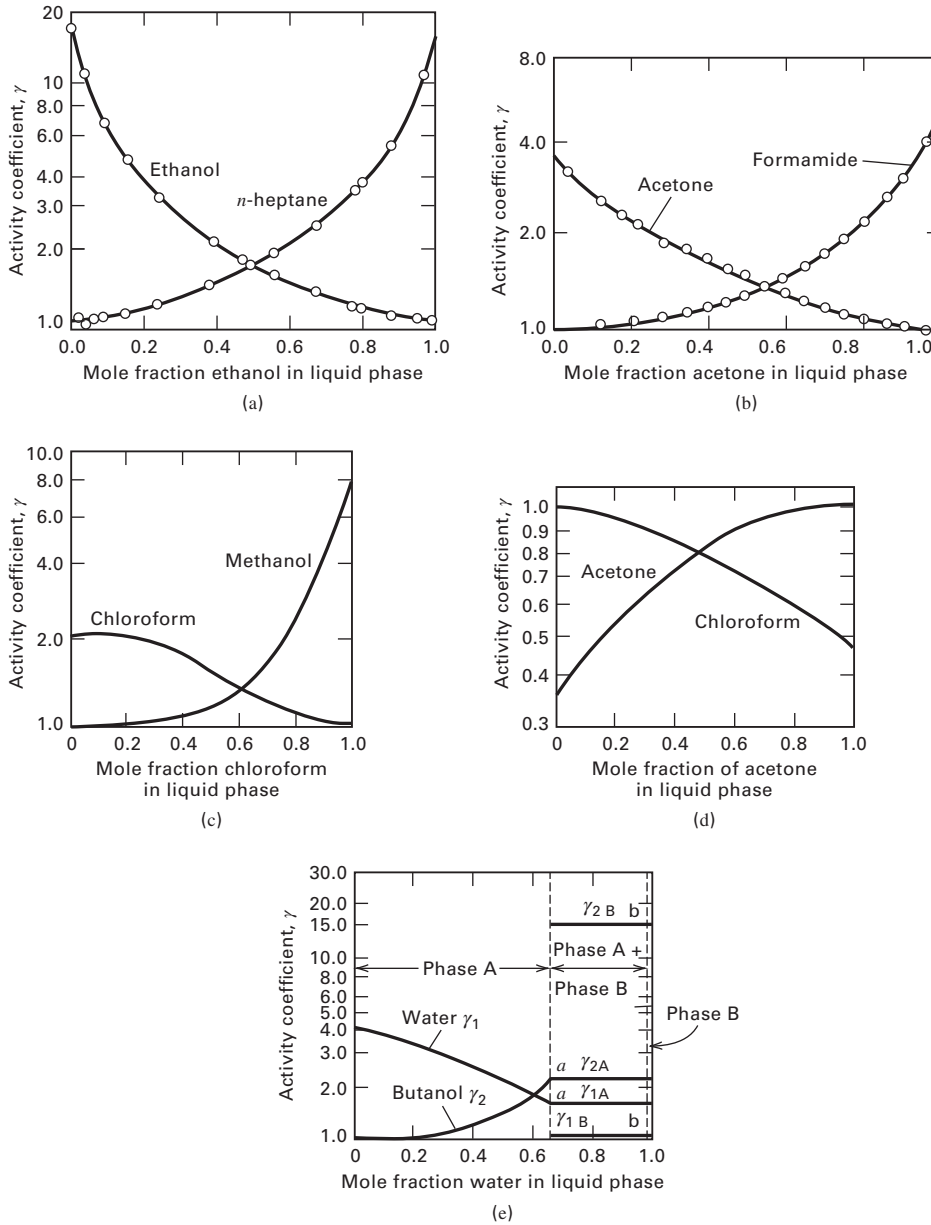 20
10
8.0
6.0
4.0
3.0
2.0
1.0
Activity coefficient, γ
Ethanol
n-heptane
0.0 0.2 0.4 0.6 0.8 1.0
Mole fraction ethanol in liquid phase
(a)
8.0
4.0
2.0
1.0
Activity coefficient, γ
Formamide
Acetone
0.0 0.2 0.4 0.6 0.8 1.0
Mole fraction acetone in liquid phase
(b)
10.0
8.0
6.0
4.0
2.0
1.0
Activity coefficient, γ
Methanol
Chloroform
0 0.2 0.4 0.6 0.8 1.0
Mole fraction chloroform
in liquid phase
(c)
1.0
0.9
0.8
0.7
0.6
0.5
0.4
0.3
Activity coefficient, γ
Acetone
Chloroform
0 0.2 0.4 0.6 0.8 1.0
Mole fraction of acetone
in liquid phase
(d)
30.0
20.0
15.0
10.0
8.0
6.0
5.0
4.0
3.0
2.0
1.0
Activity coefficient, γ
γ2 B b
Phase A
Phase A +
Phase B
Phase B
Water γ1
Butanol γ2
a γ2A
a γ1A
γ1 B b
0 0.2 0.4 0.6 0.8 1.0
Mole fraction water in liquid phase
(e)